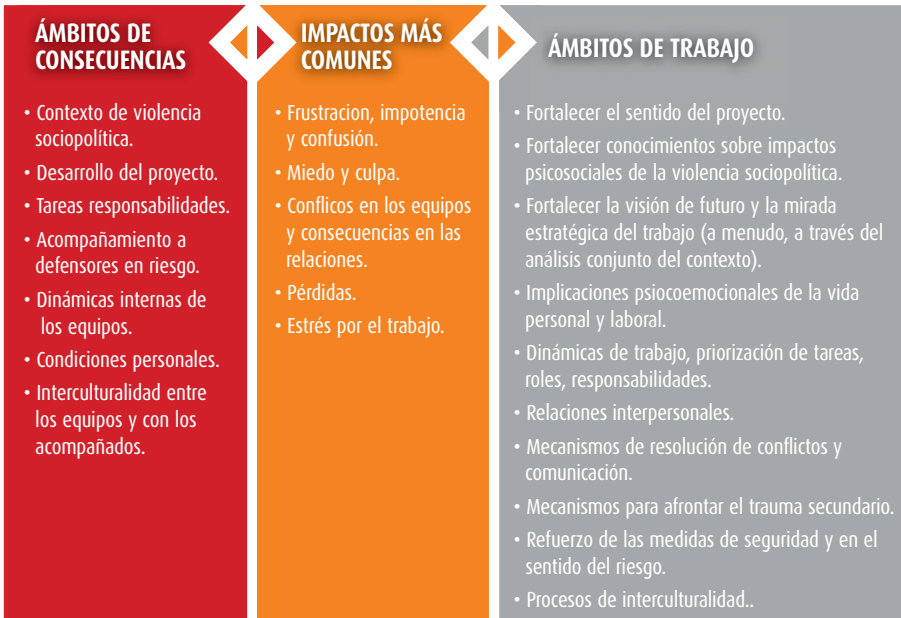 ÁMBITOS DE
CONSECUENCIAS
• Contexto de violencia
sociopolítica.
• Desarrollo del proyecto.
• Tareas responsabilidades.
• Acompañamiento a
defensores en riesgo.
• Dinámicas internas de
los equipos.
• Condiciones personales.
• Interculturalidad entre
los equipos y con los
acompañados.
IMPACTOS MÁS
COMUNES
• Frustracion, impotencia
y confusión.
• Miedo y culpa.
• Conflicos en los equipos
y consecuencias en las
relaciones.
• Pérdidas.
• Estrés por el trabajo.
ÁMBITOS DE TRABAJO
• Fortalecer el sentido del proyecto.
• Fortalecer conocimientos sobre impactos
psicosociales de la violencia sociopolítica.
• Fortalecer la visión de futuro y la mirada
estratégica del trabajo (a menudo, a través del
análisis conjunto del contexto).
• Implicaciones psiocoemocionales de la vida
personal y laboral.
• Dinámicas de trabajo, priorización de tareas,
roles, responsabilidades.
• Relaciones interpersonales.
• Mecanismos de resolución de conflictos y
comunicación.
• Mecanismos para afrontar el trauma secundario.
• Refuerzo de las medidas de seguridad y en el
sentido del riesgo.
• Procesos de interculturalidad..